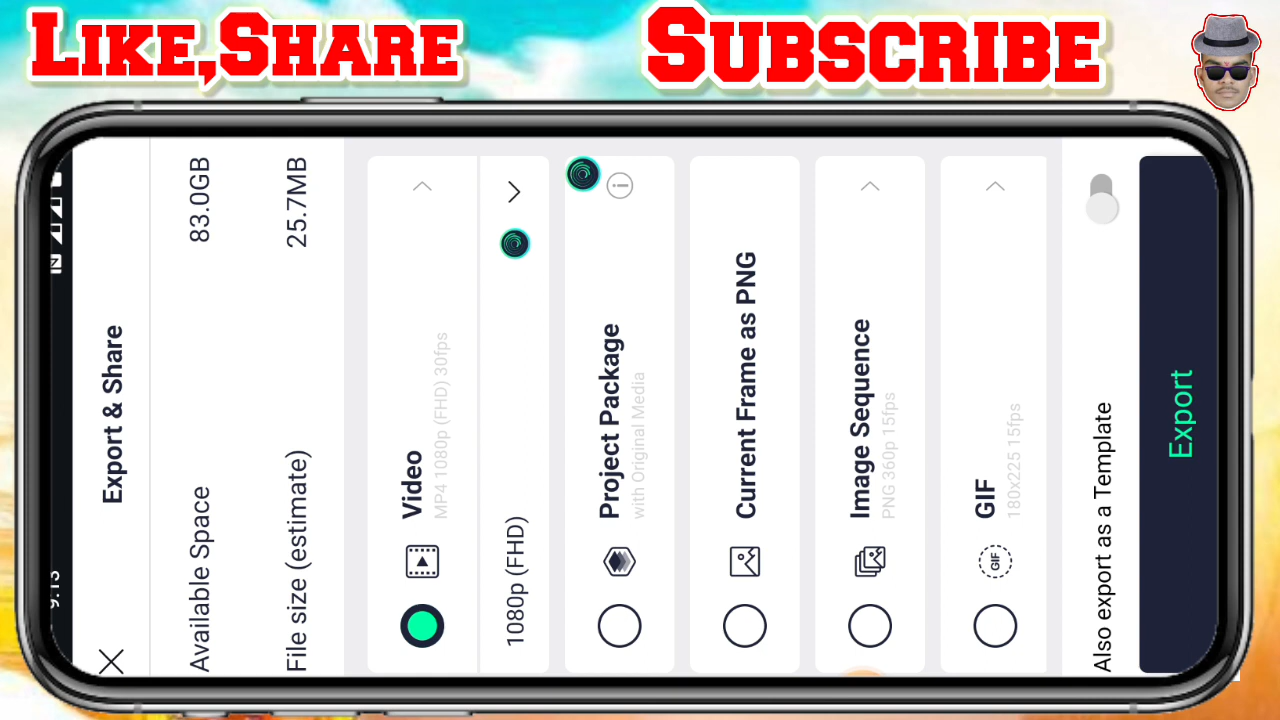 LIKE,SHARE
SUBSCRIBE
Export & Share
Available Space 83.0GB
File size (estimate) 25.7MB
Video
MP4 1080p (FHD) 30fps
1080p (FHD)
Project Package
with Original Media
Current Frame as PNG
Image Sequence
PNG 360p 15fps
GIF
GIF
180x225 15fps
Also export as a Template
Export